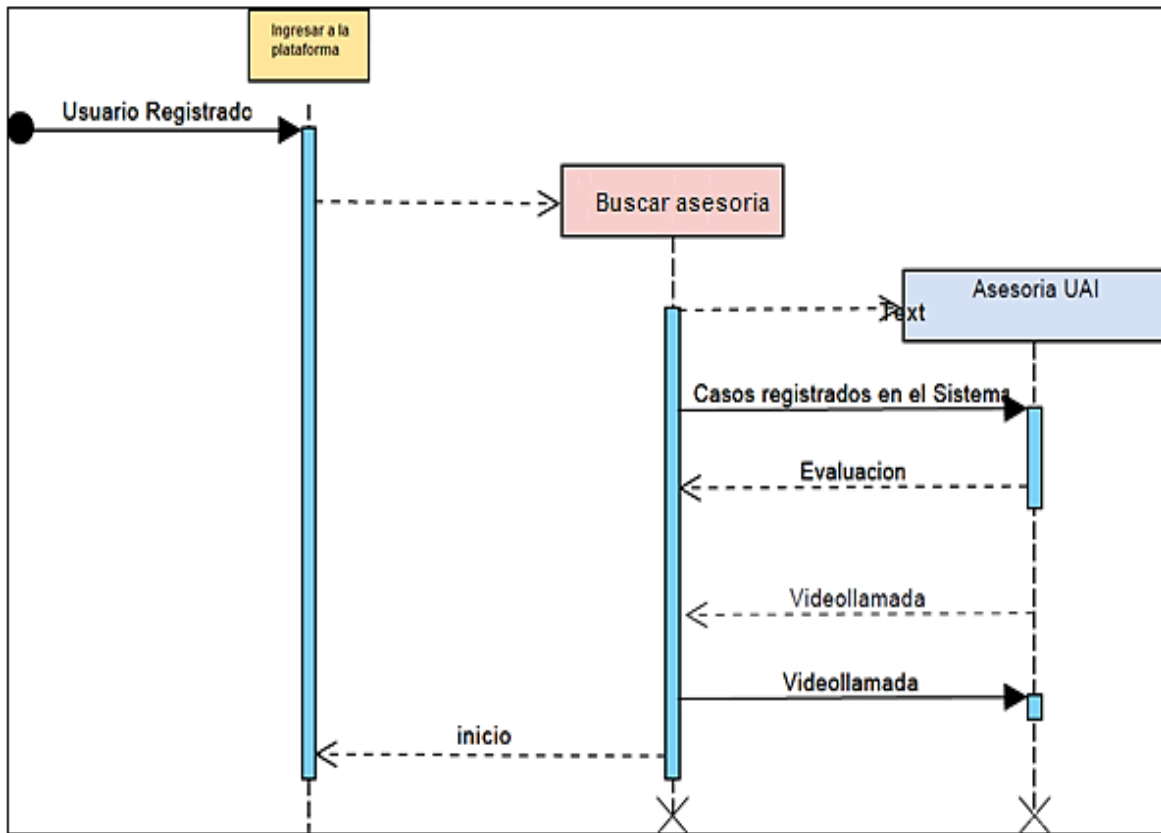 Ingresar a la
plataforma
Usuario Registrado
Buscar asesoria
Asesoria UAI
Text
Casos registrados en el Sistema
Evaluacion
Videollamada
Videollamada
inicio